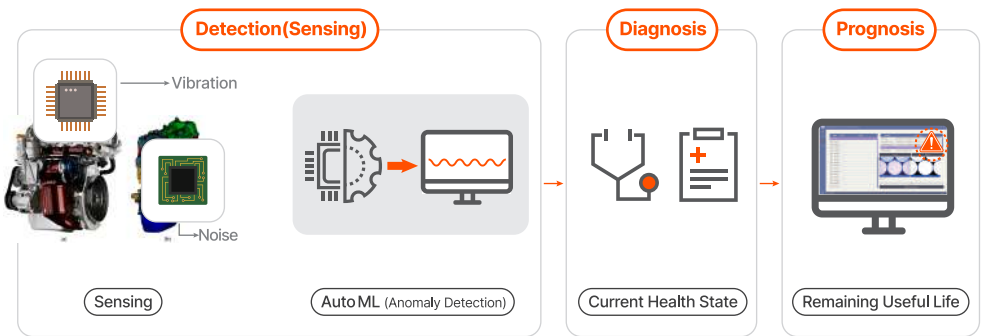 Detection(Sensing)
Diagnosis
Prognosis
Vibration
Noise
Sensing
Auto ML (Anomaly Detection)
Current Health State
Remaining Useful Life